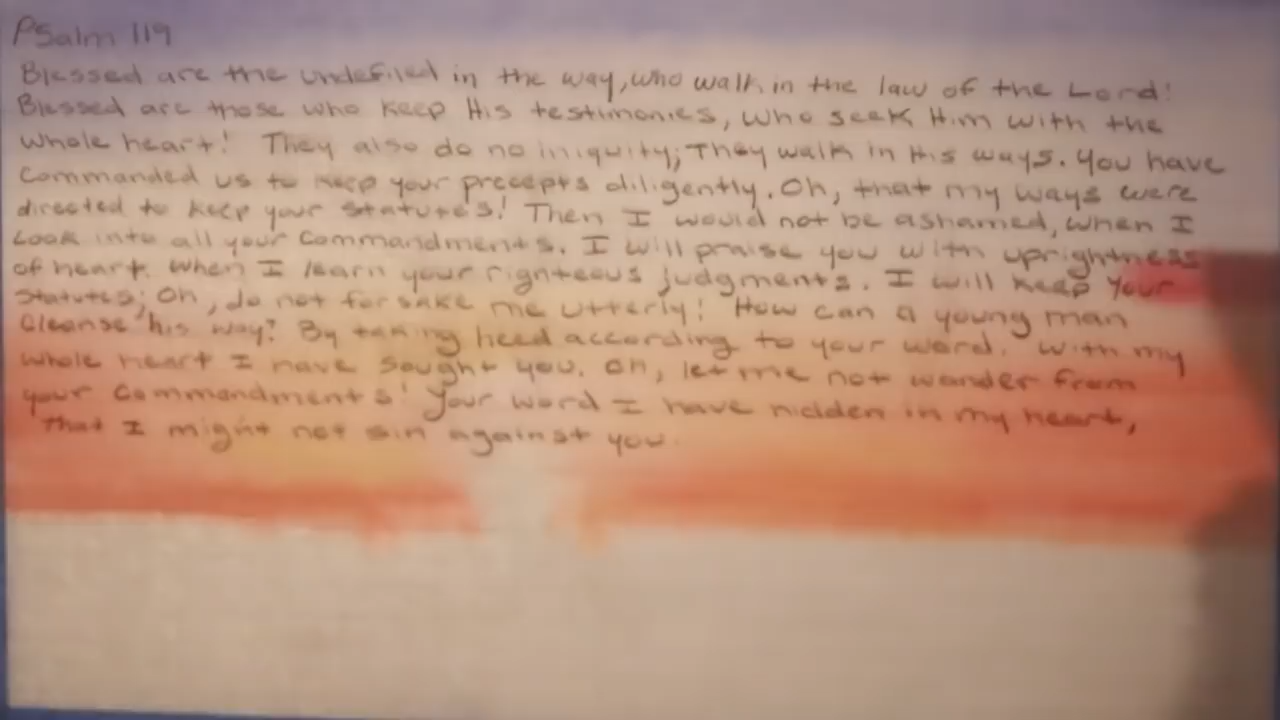 Psalm 119
Blessed are the undefiled in the way, who walk in the law of the Lord!
Blessed are those who keep His testimonies, who seek Him with the
whole heart! They also do no iniquity; They walk in His ways. You have
Commanded us to keep your precepts diligently. Oh, that my ways were
directed to keep your statutes! Then I would not be ashamed, when I
Look into all your Commandments. I will praise you with uprightness
of heart. When I learn your righteous judgments. I will keep Your
Statutes; Oh, do not forsake me utterly! How can a young man
Cleanse his way? By taking heed according to your word. With my
whole heart I have sought you. Oh, let me not wander from
your Commandments! Your word I have hidden in my heart,
That I might not sin against you.